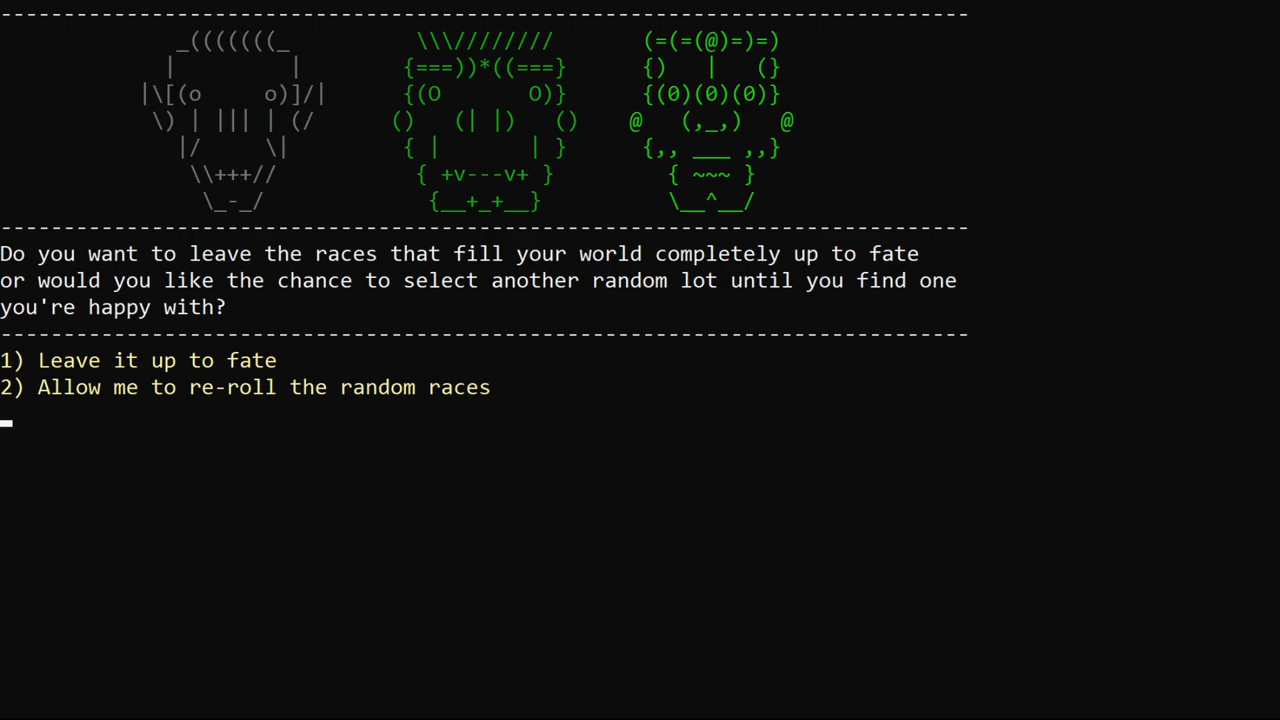 Do you want to leave the races that fill your world completely up to fate
or would you like the chance to select another random lot until you find one
you're happy with?
1) Leave it up to fate
2) Allow me to re-roll the random races